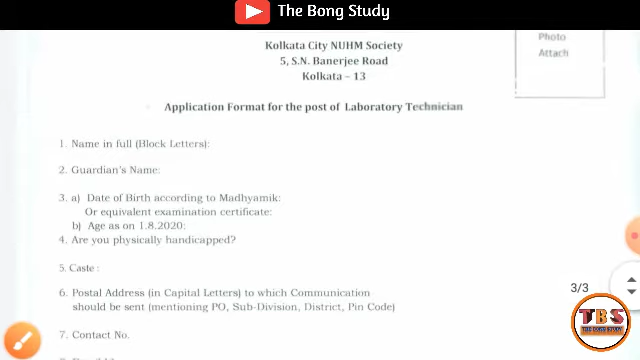 The Bong Study
Photo
Attach
Kolkata City NUHM Society
5, S.N. Banerjee Road
Kolkata – 13
Application Format for the post of Laboratory Technician
1. Name in full (Block Letters):
2. Guardian's Name:
3. a) Date of Birth according to Madhyamik:
Or equivalent examination certificate:
b) Age as on 1.8.2020:
4. Are you physically handicapped?
5. Caste :
6. Postal Address (in Capital Letters) to which Communication
should be sent (mentioning PO, Sub-Division, District, Pin Code)
3/3
TBS
THE BONG STUDY
7. Contact No.